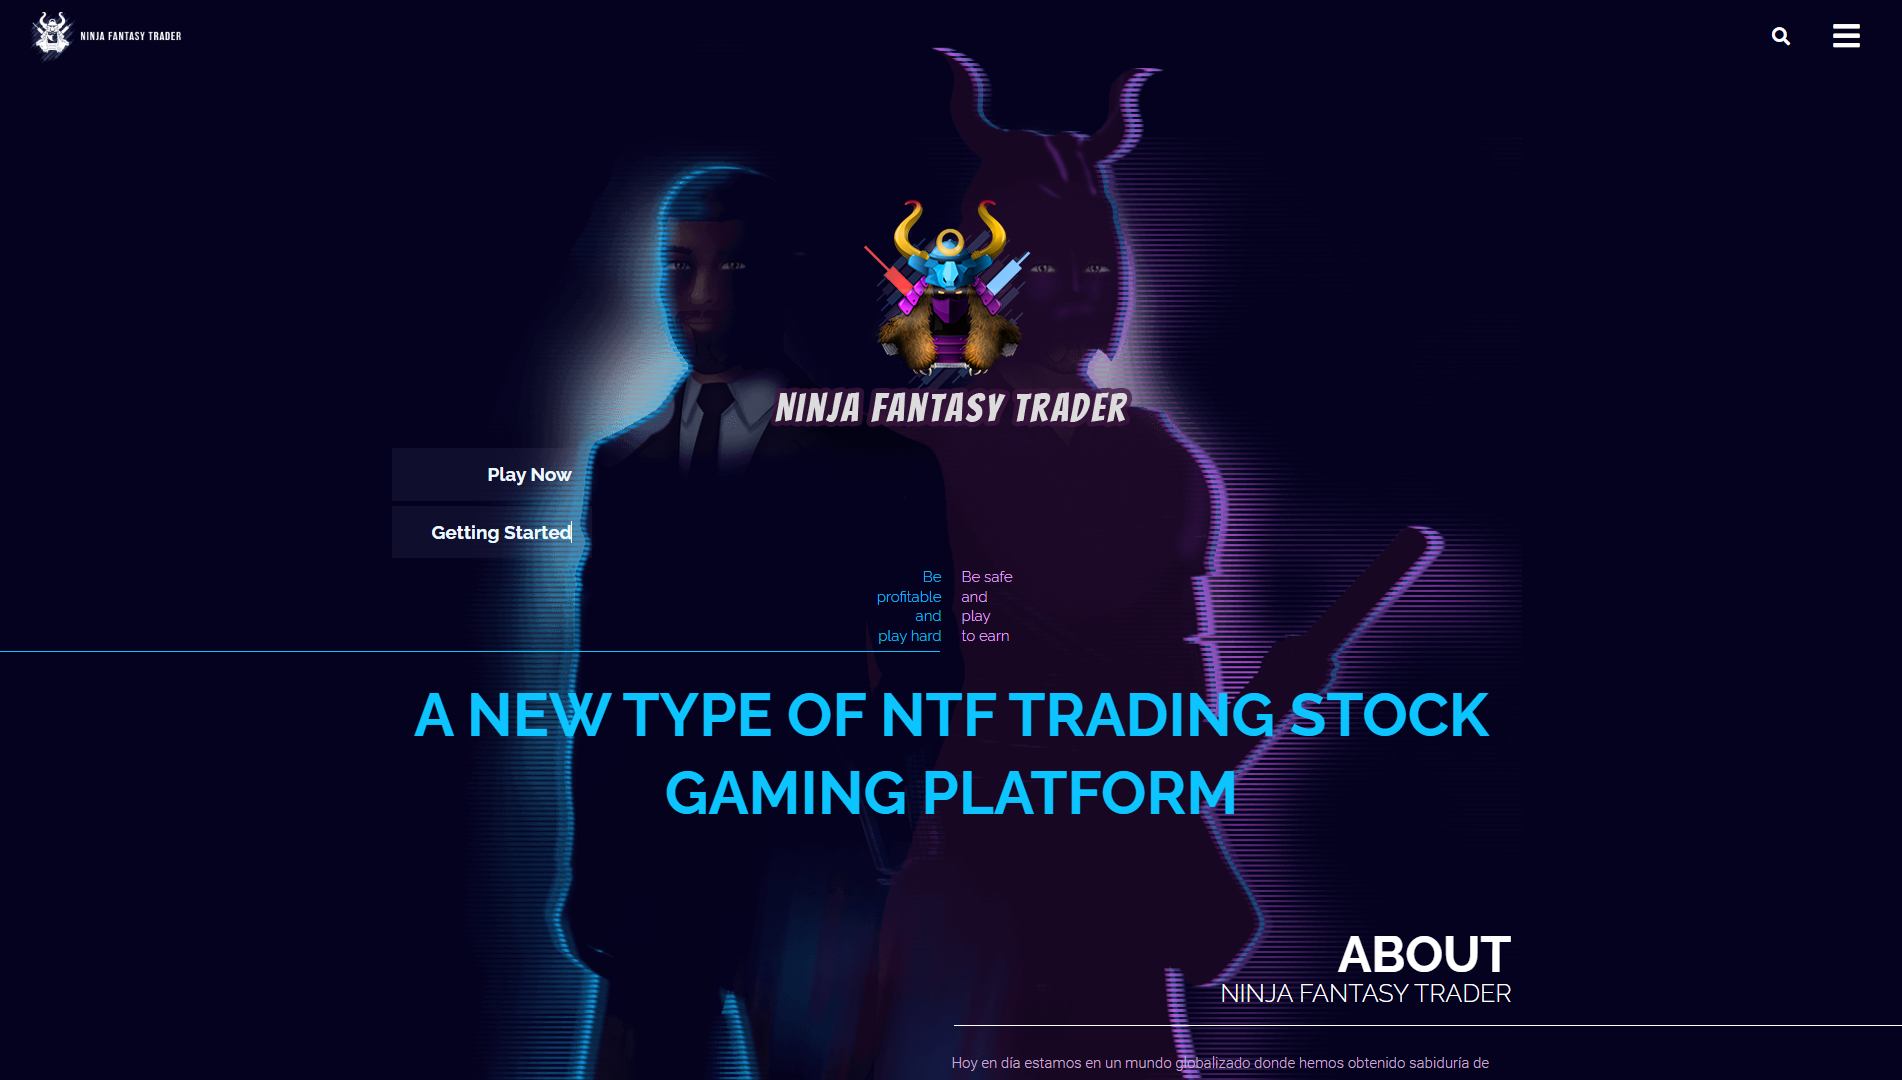 NINJA FANTASY TRADER
NINJA FANTASY TRADER
Play Now
Getting Started
Be
profitable
and
play hard
Be safe
and
play
to earn
A NEW TYPE OF NTF TRADING STOCK
GAMING PLATFORM
ABOUT
NINJA FANTASY TRADER
Hoy en día estamos en un mundo globalizado donde hemos obtenido sabiduría de